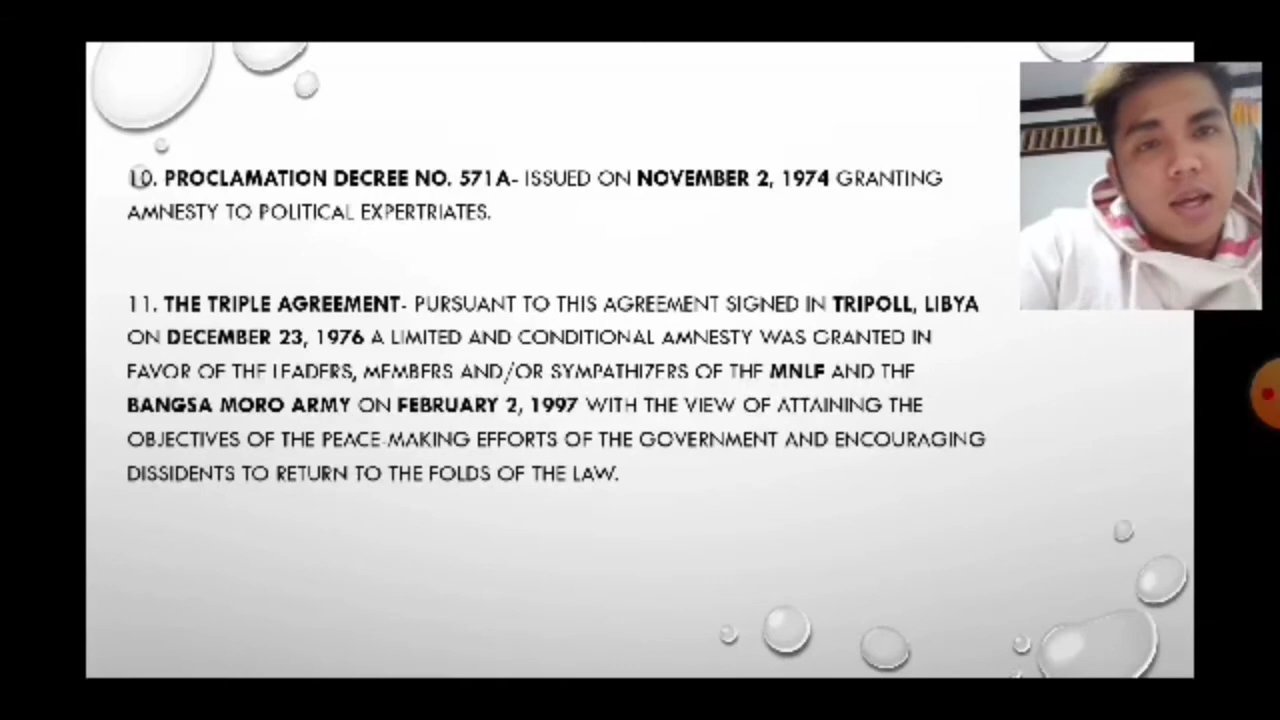 10. PROCLAMATION DECREE NO. 571A- ISSUED ON NOVEMBER 2, 1974 GRANTING
AMNESTY TO POLITICAL EXPERTRIATES.
11. THE TRIPLE AGREEMENT- PURSUANT TO THIS AGREEMENT SIGNED IN TRIPOLL, LIBYA
ON DECEMBER 23, 1976 A LIMITED AND CONDITIONAL AMNESTY WAS GRANTED IN
FAVOR OF THE LEADERS, MEMBERS AND/OR SYMPATHIZERS OF THE MNLF AND THE
BANGSA MORO ARMY ON FEBRUARY 2, 1997 WITH THE VIEW OF ATTAINING THE
OBJECTIVES OF THE PEACE-MAKING EFFORTS OF THE GOVERNMENT AND ENCOURAGING
DISSIDENTS TO RETURN TO THE FOLDS OF THE LAW.